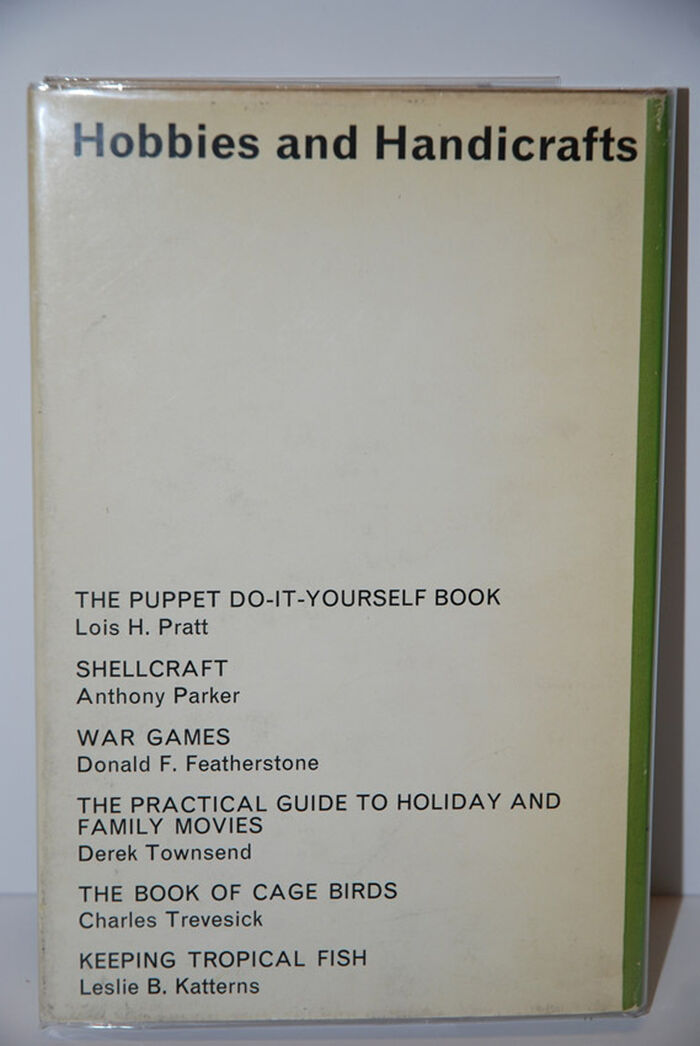 Hobbies and Handicrafts
THE PUPPET DO-IT-YOURSELF BOOK
Lois H. Pratt
SHELLCRAFT
Anthony Parker
WAR GAMES
Donald F. Featherstone
THE PRACTICAL GUIDE TO HOLIDAY AND
FAMILY MOVIES
Derek Townsend
THE BOOK OF CAGE BIRDS
Charles Trevesick
KEEPING TROPICAL FISH
Leslie B. Katterns